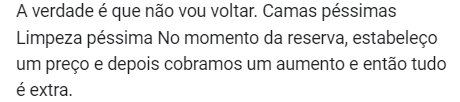 A verdade é que não vou voltar. Camas péssimas
Limpeza péssima No momento da reserva, estabeleço
um preço e depois cobramos um aumento e então tudo
é extra.